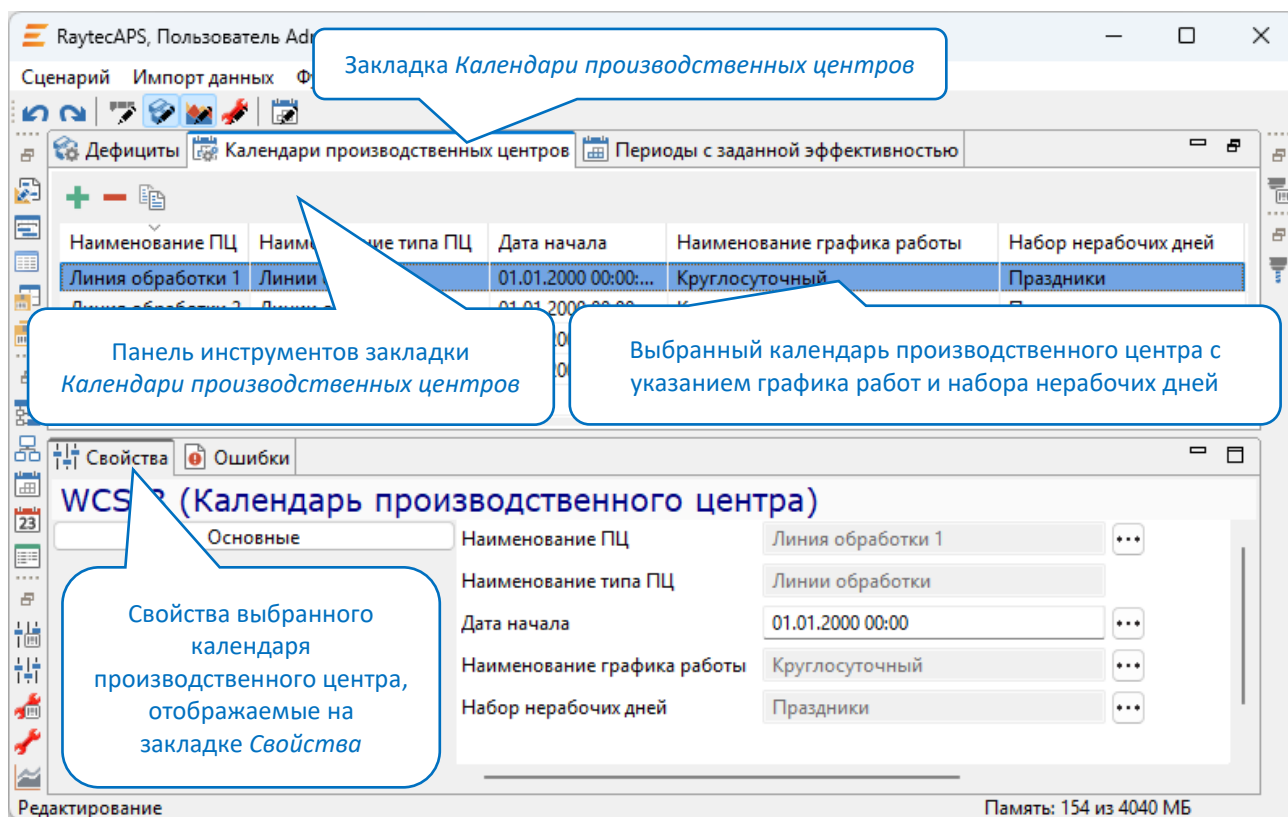 RaytecAPS, Пользователь
Закладка Календари производственных центров
Сценарий Импорт данных
Дефициты Календари производственных центров Периоды с заданной эффективностью
Наименование ПЦ типа ПЦ Дата начала Наименование графика работы Набор нерабочих дней
Линия обработки 1 Линии 01.01.2000 00:00:... Круглосуточный Праздники
Панель инструментов закладки
Календари производственных центров
Выбранный календарь производственного центра с
указанием графика работ и набора нерабочих дней
Свойства Ошибки
(Календарь производственного центра)
23
Основные
Наименование ПЦ Линия обработки 1
Наименование типа ПЦ Линии обработки
Дата начала 01.01.2000 00:00
Наименование графика работы Круглосуточный
Набор нерабочих дней Праздники
Свойства выбранного
календаря
производственного центра,
отображаемые на
закладке Свойства
Редактирование Память: 154 из 4040 МБ